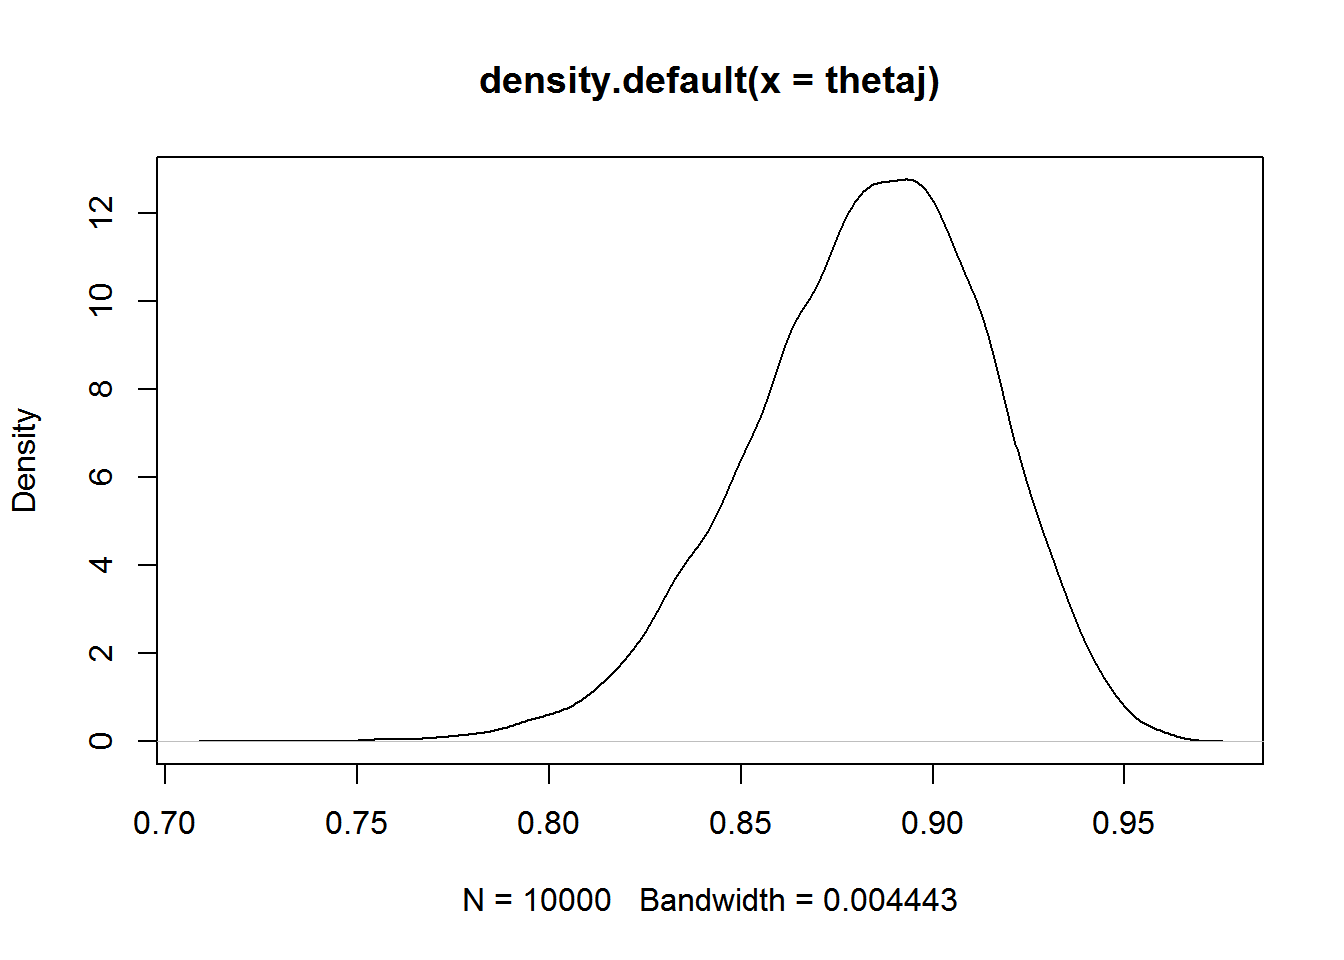 density.default(x = thetaj)
Density
12
10
8
6
4
2
0
0.70 0.75 0.80 0.85 0.90 0.95
N = 10000 Bandwidth = 0.004443